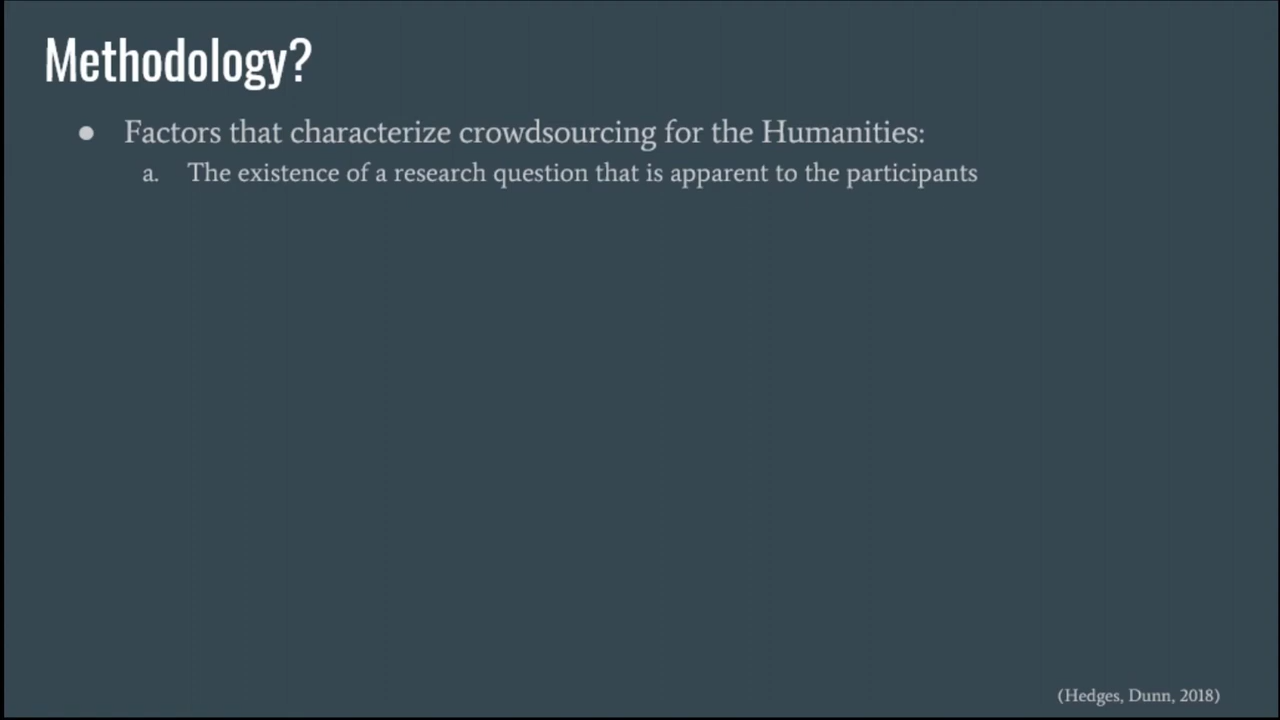 Methodology?
● Factors that characterize crowdsourcing for the Humanities:
a. The existence of a research question that is apparent to the participants
(Hedges, Dunn, 2018)